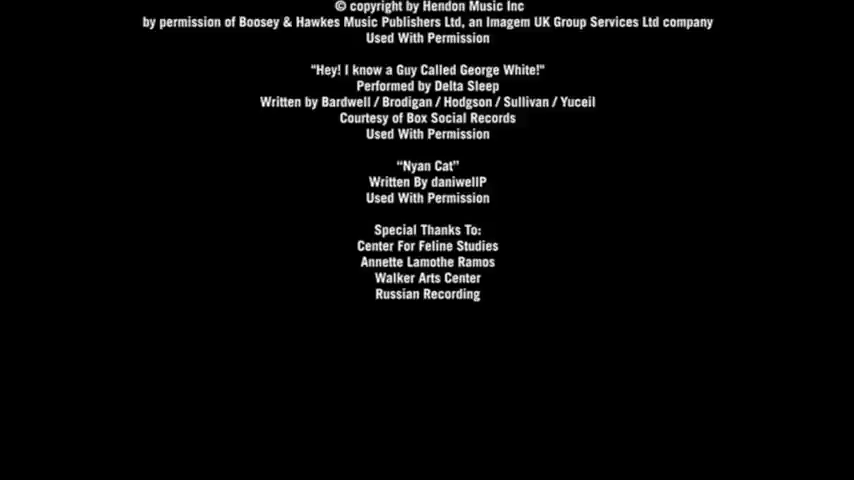 © copyright by Hendon Music Inc
by permission of Boosey & Hawkes Music Publishers Ltd, an Imagem UK Group Services Ltd company
Used With Permission
"Hey! I know a Guy Called George White!"
Performed by Delta Sleep
Written by Bardwell / Brodigan / Hodgson / Sullivan / Yuceil
Courtesy of Box Social Records
Used With Permission
“Nyan Cat”
Written By daniwellP
Used With Permission
Special Thanks To:
Center For Feline Studies
Annette Lamothe Ramos
Walker Arts Center
Russian Recording